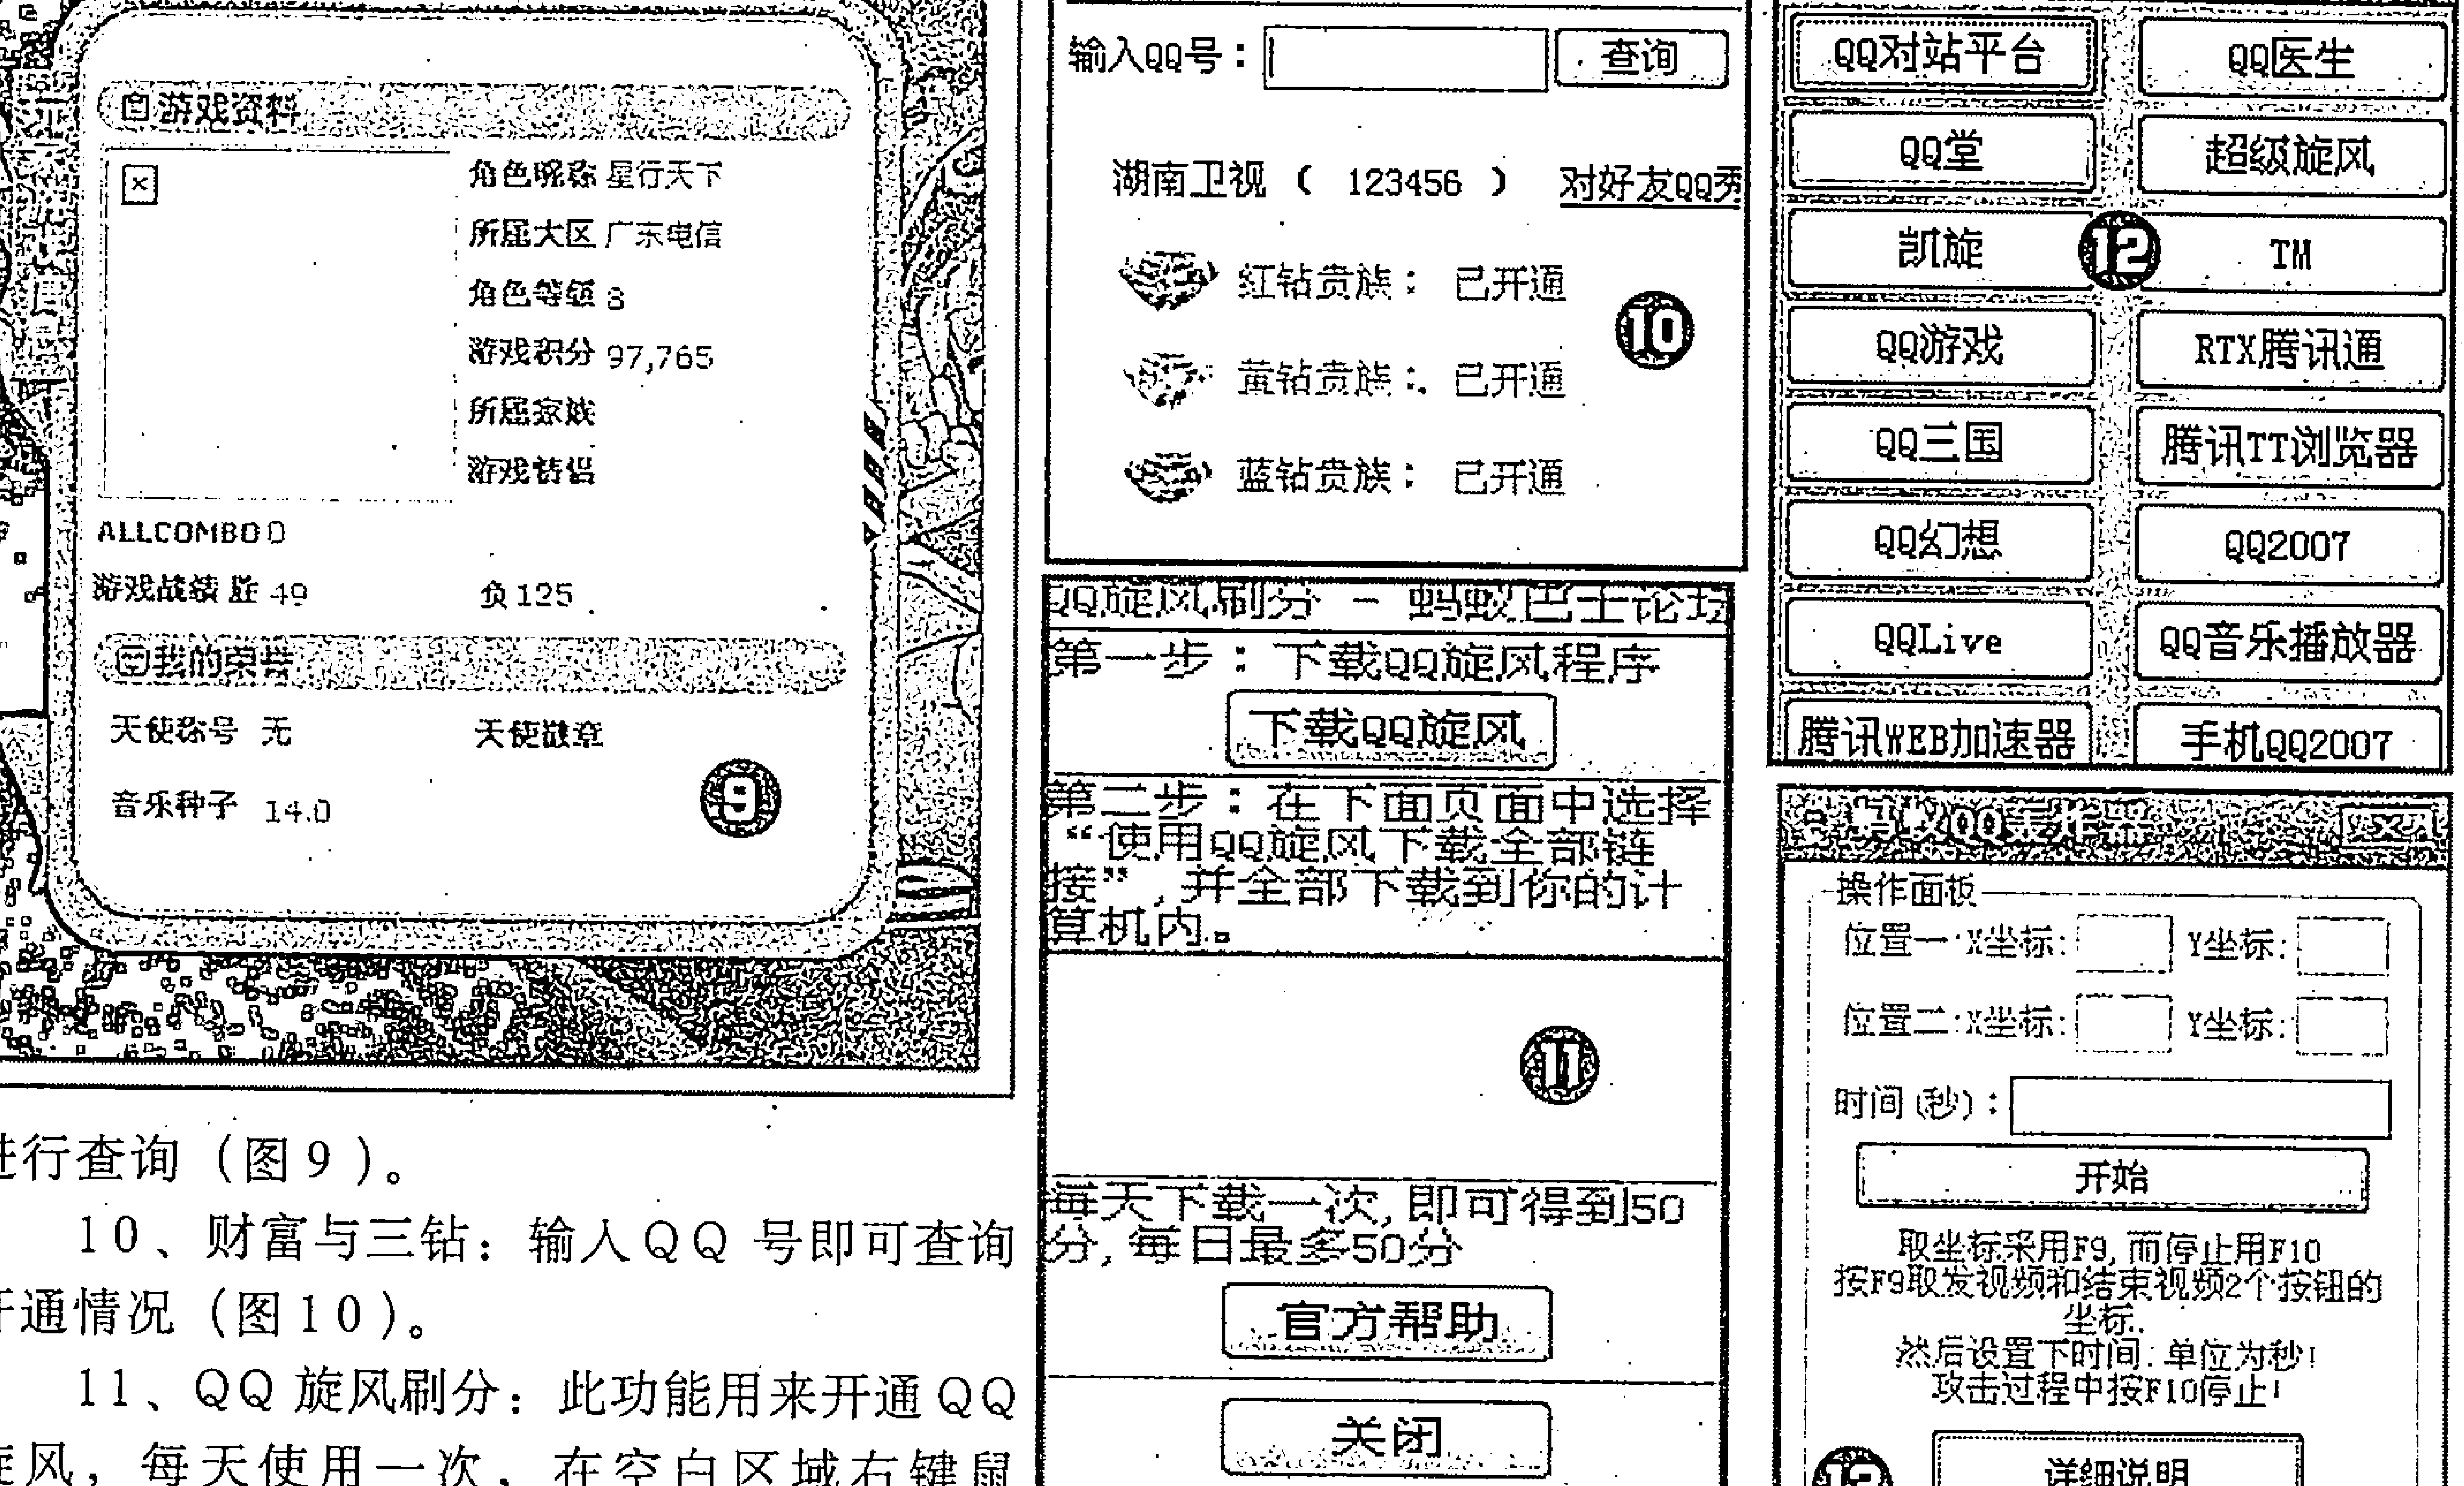 游戏资料
角色昵称 星行天下
所属大区 广东电信
角色等级 8
游戏积分 97,765
所属家族
游戏情侣
ALLCOMBO 0
游戏战绩 胜 49 负 125
我的
天使称号 无 天使徽章
音乐种子 14.0
9
进行查询（图9）。
10、财富与三钻：输入QQ号即可查询
开通情况（图10）。
11、QQ旋风刷分：此功能用来开通QQ
旋风，每天使用一次，在空白区域右键鼠
输入QQ号： 查询
湖南卫视 ( 123456 ) 对好友QQ秀
红钻贵族： 已开通
黄钻贵族： 已开通
蓝钻贵族： 已开通
10
QQ旋风刷分 - 蚂蚁巴士论坛
第一步：下载QQ旋风程序
下载QQ旋风
第二步：在下面页面中选择
“使用QQ旋风下载全部链
接”,并全部下载到你的计
算机内。
11
每天下载一次,即可得到50
分,每日最多50分
官方帮助
关闭
QQ对站平台 QQ医生
QQ堂 超级旋风
凯旋 TM
12
QQ游戏 RTX腾讯通
QQ三国 腾讯TT浏览器
QQ幻想 QQ2007
QQLive QQ音乐播放器
腾讯WEB加速器 手机QQ2007
操作面板
位置一:X坐标: Y坐标:
位置二:X坐标: Y坐标:
时间(秒)：
开始
取坐标采用F9,而停止用F10
按F9取发视频和结束视频2个按钮的
坐标.
然后设置下时间:单位为秒!
攻击过程中按F10停止!
详细说明